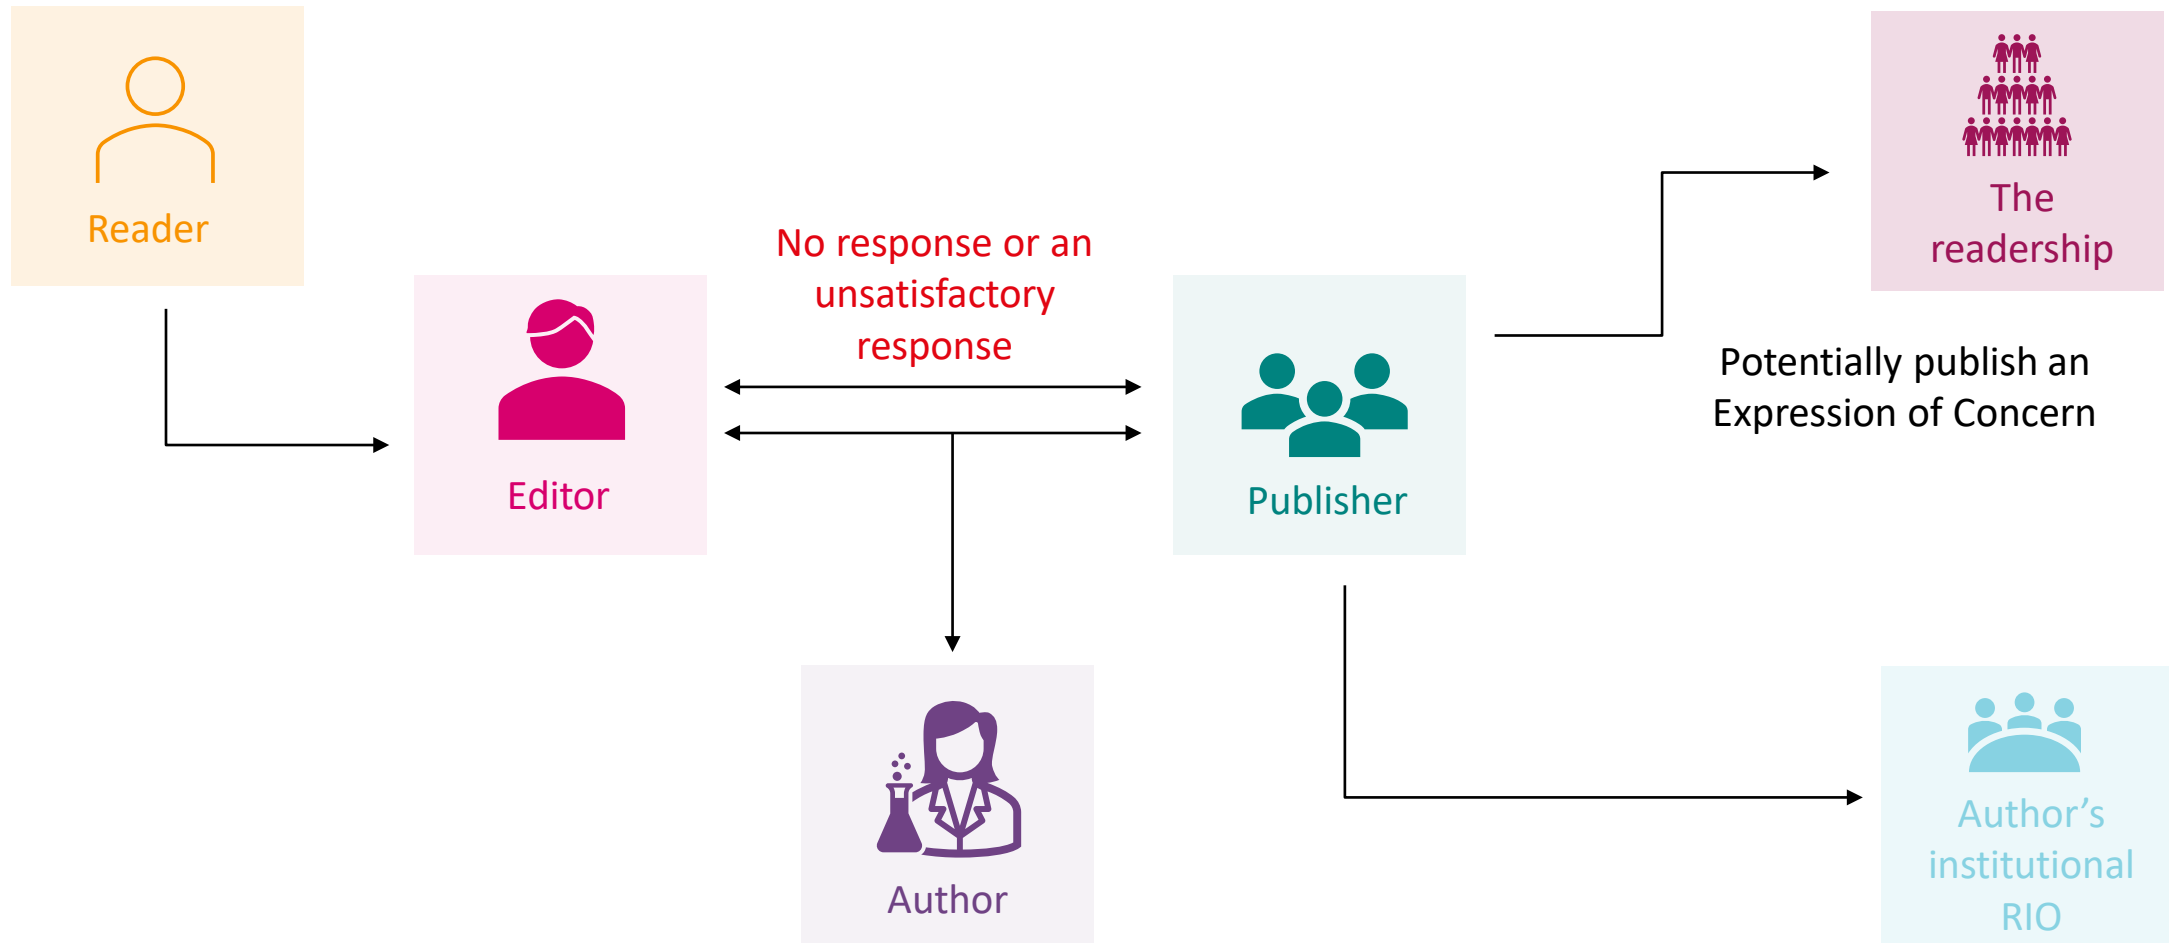 Reader
No response or an
unsatisfactory
response
Editor
Publisher
The
readership
Potentially publish an
Expression of Concern
Author
Author’s
institutional
RIO